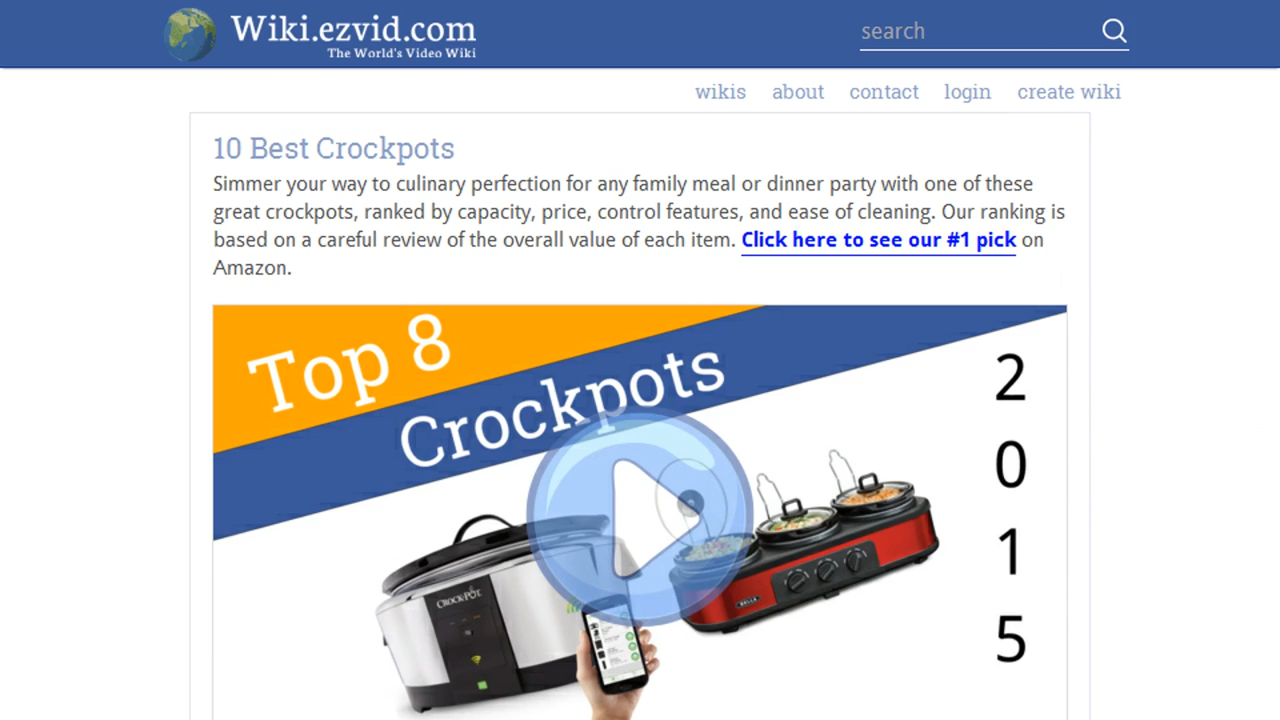 Wiki.ezvid.com
The World's Video Wiki
search
wikis about contact login create wiki
10 Best Crockpots
Simmer your way to culinary perfection for any family meal or dinner party with one of these
great crockpots, ranked by capacity, price, control features, and ease of cleaning. Our ranking is
based on a careful review of the overall value of each item. Click here to see our #1 pick on
Amazon.
Top 8
Crockpots
2
0
1
5
CROCK-POT
BELLA